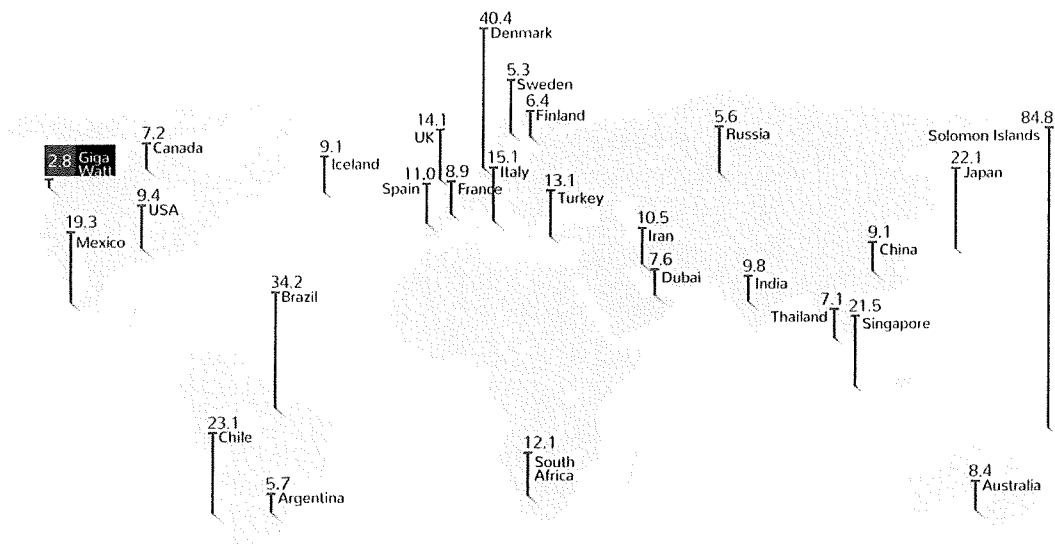 40.4
Denmark
5.3
Sweden
6.4
Finland
14.1
UK
7.2
Canada
2.8 Giga Watt
9.1
Iceland
5.6
Russia
84.8
Solomon Islands
22.1
Japan
15.1
Italy
11.0
Spain
8.9
France
13.1
Turkey
9.4
USA
19.3
Mexico
10.5
Iran
7.6
Dubai
9.1
China
9.8
India
7.1
Thailand
21.5
Singapore
34.2
Brazil
23.1
Chile
5.7
Argentina
12.1
South
Africa
8.4
Australia